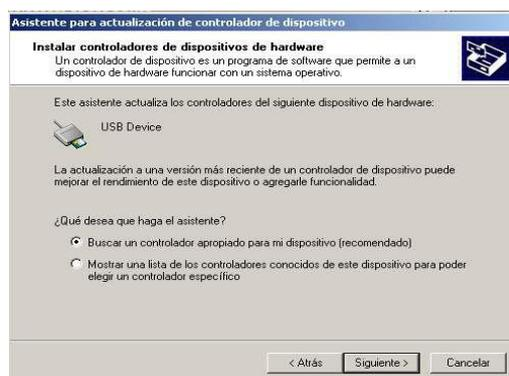 Asistente para actualización de controlador de dispositivo
Instalar controladores de dispositivos de hardware
Un controlador de dispositivo es un programa de software que permite a un
dispositivo de hardware funcionar con un sistema operativo.
Este asistente actualiza los controladores del siguiente dispositivo de hardware:
USB Device
La actualización a una versión más reciente de un controlador de dispositivo puede
mejorar el rendimiento de este dispositivo o agregarle funcionalidad.
¿Qué desea que haga el asistente?
Buscar un controlador apropiado para mi dispositivo (recomendado)
Mostrar una lista de los controladores conocidos de este dispositivo para poder
elegir un controlador específico
< Atrás Siguiente > Cancelar